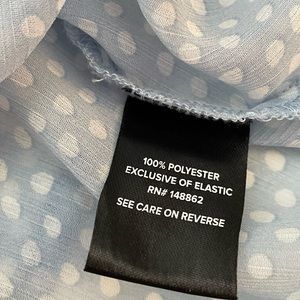 100% POLYESTER
EXCLUSIVE OF ELASTIC
RN# 148862
SEE CARE ON REVERSE